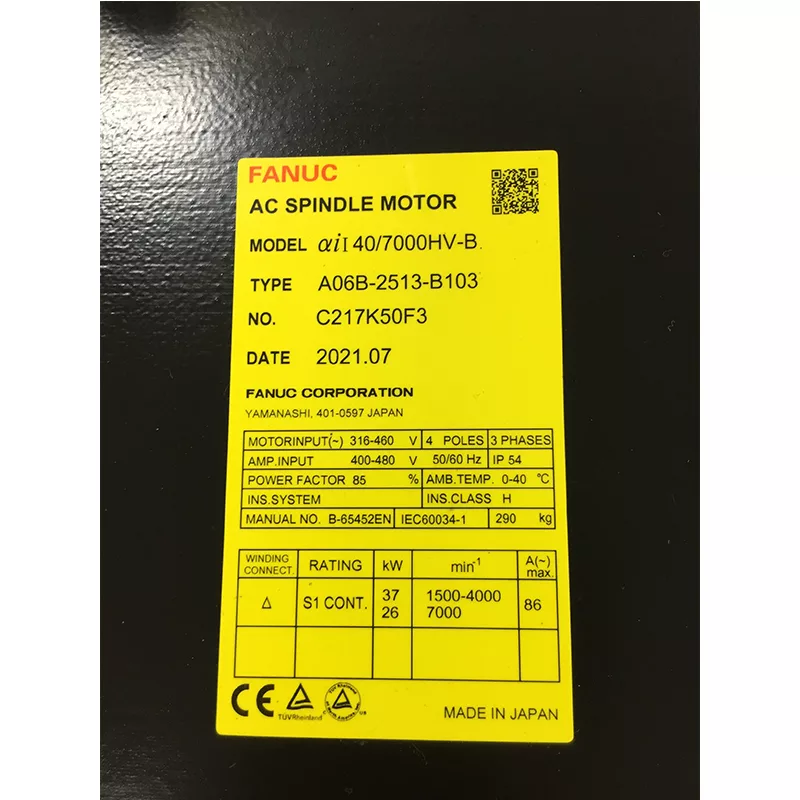 FANUC
AC SPINDLE MOTOR
MODEL αiI 40/7000HV-B
TYPE A06B-2513-B103
NO. C217K50F3
DATE 2021.07
FANUC CORPORATION
YAMANASHI, 401-0597 JAPAN
MOTORINPUT(~) 316-460 V 4 POLES 3 PHASES
AMP.INPUT 400-480 V 50/60 Hz IP 54
POWER FACTOR 85 % AMB.TEMP. 0-40 ℃
INS.SYSTEM INS.CLASS H
MANUAL NO. B-65452EN IEC60034-1 290 kg
WINDING CONNECT. RATING kW min⁻¹ A(~) max.
Δ S1 CONT. 37 1500-4000 86
26 7000
CE TÜVRheinland
MADE IN JAPAN